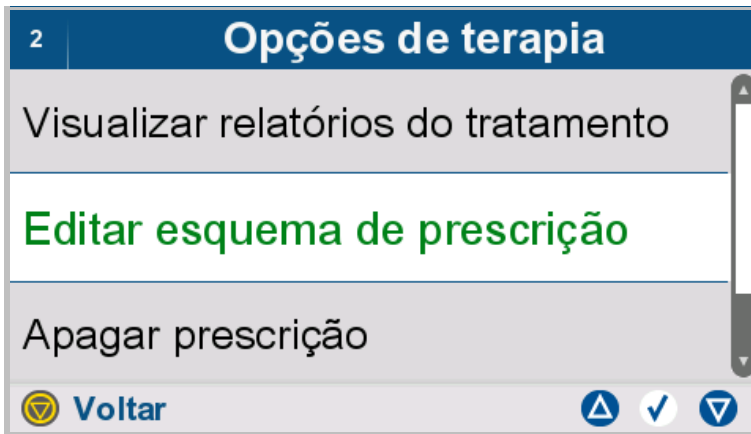 2 Opções de terapia
Visualizar relatórios do tratamento
Editar esquema de prescrição
Apagar prescrição
Voltar